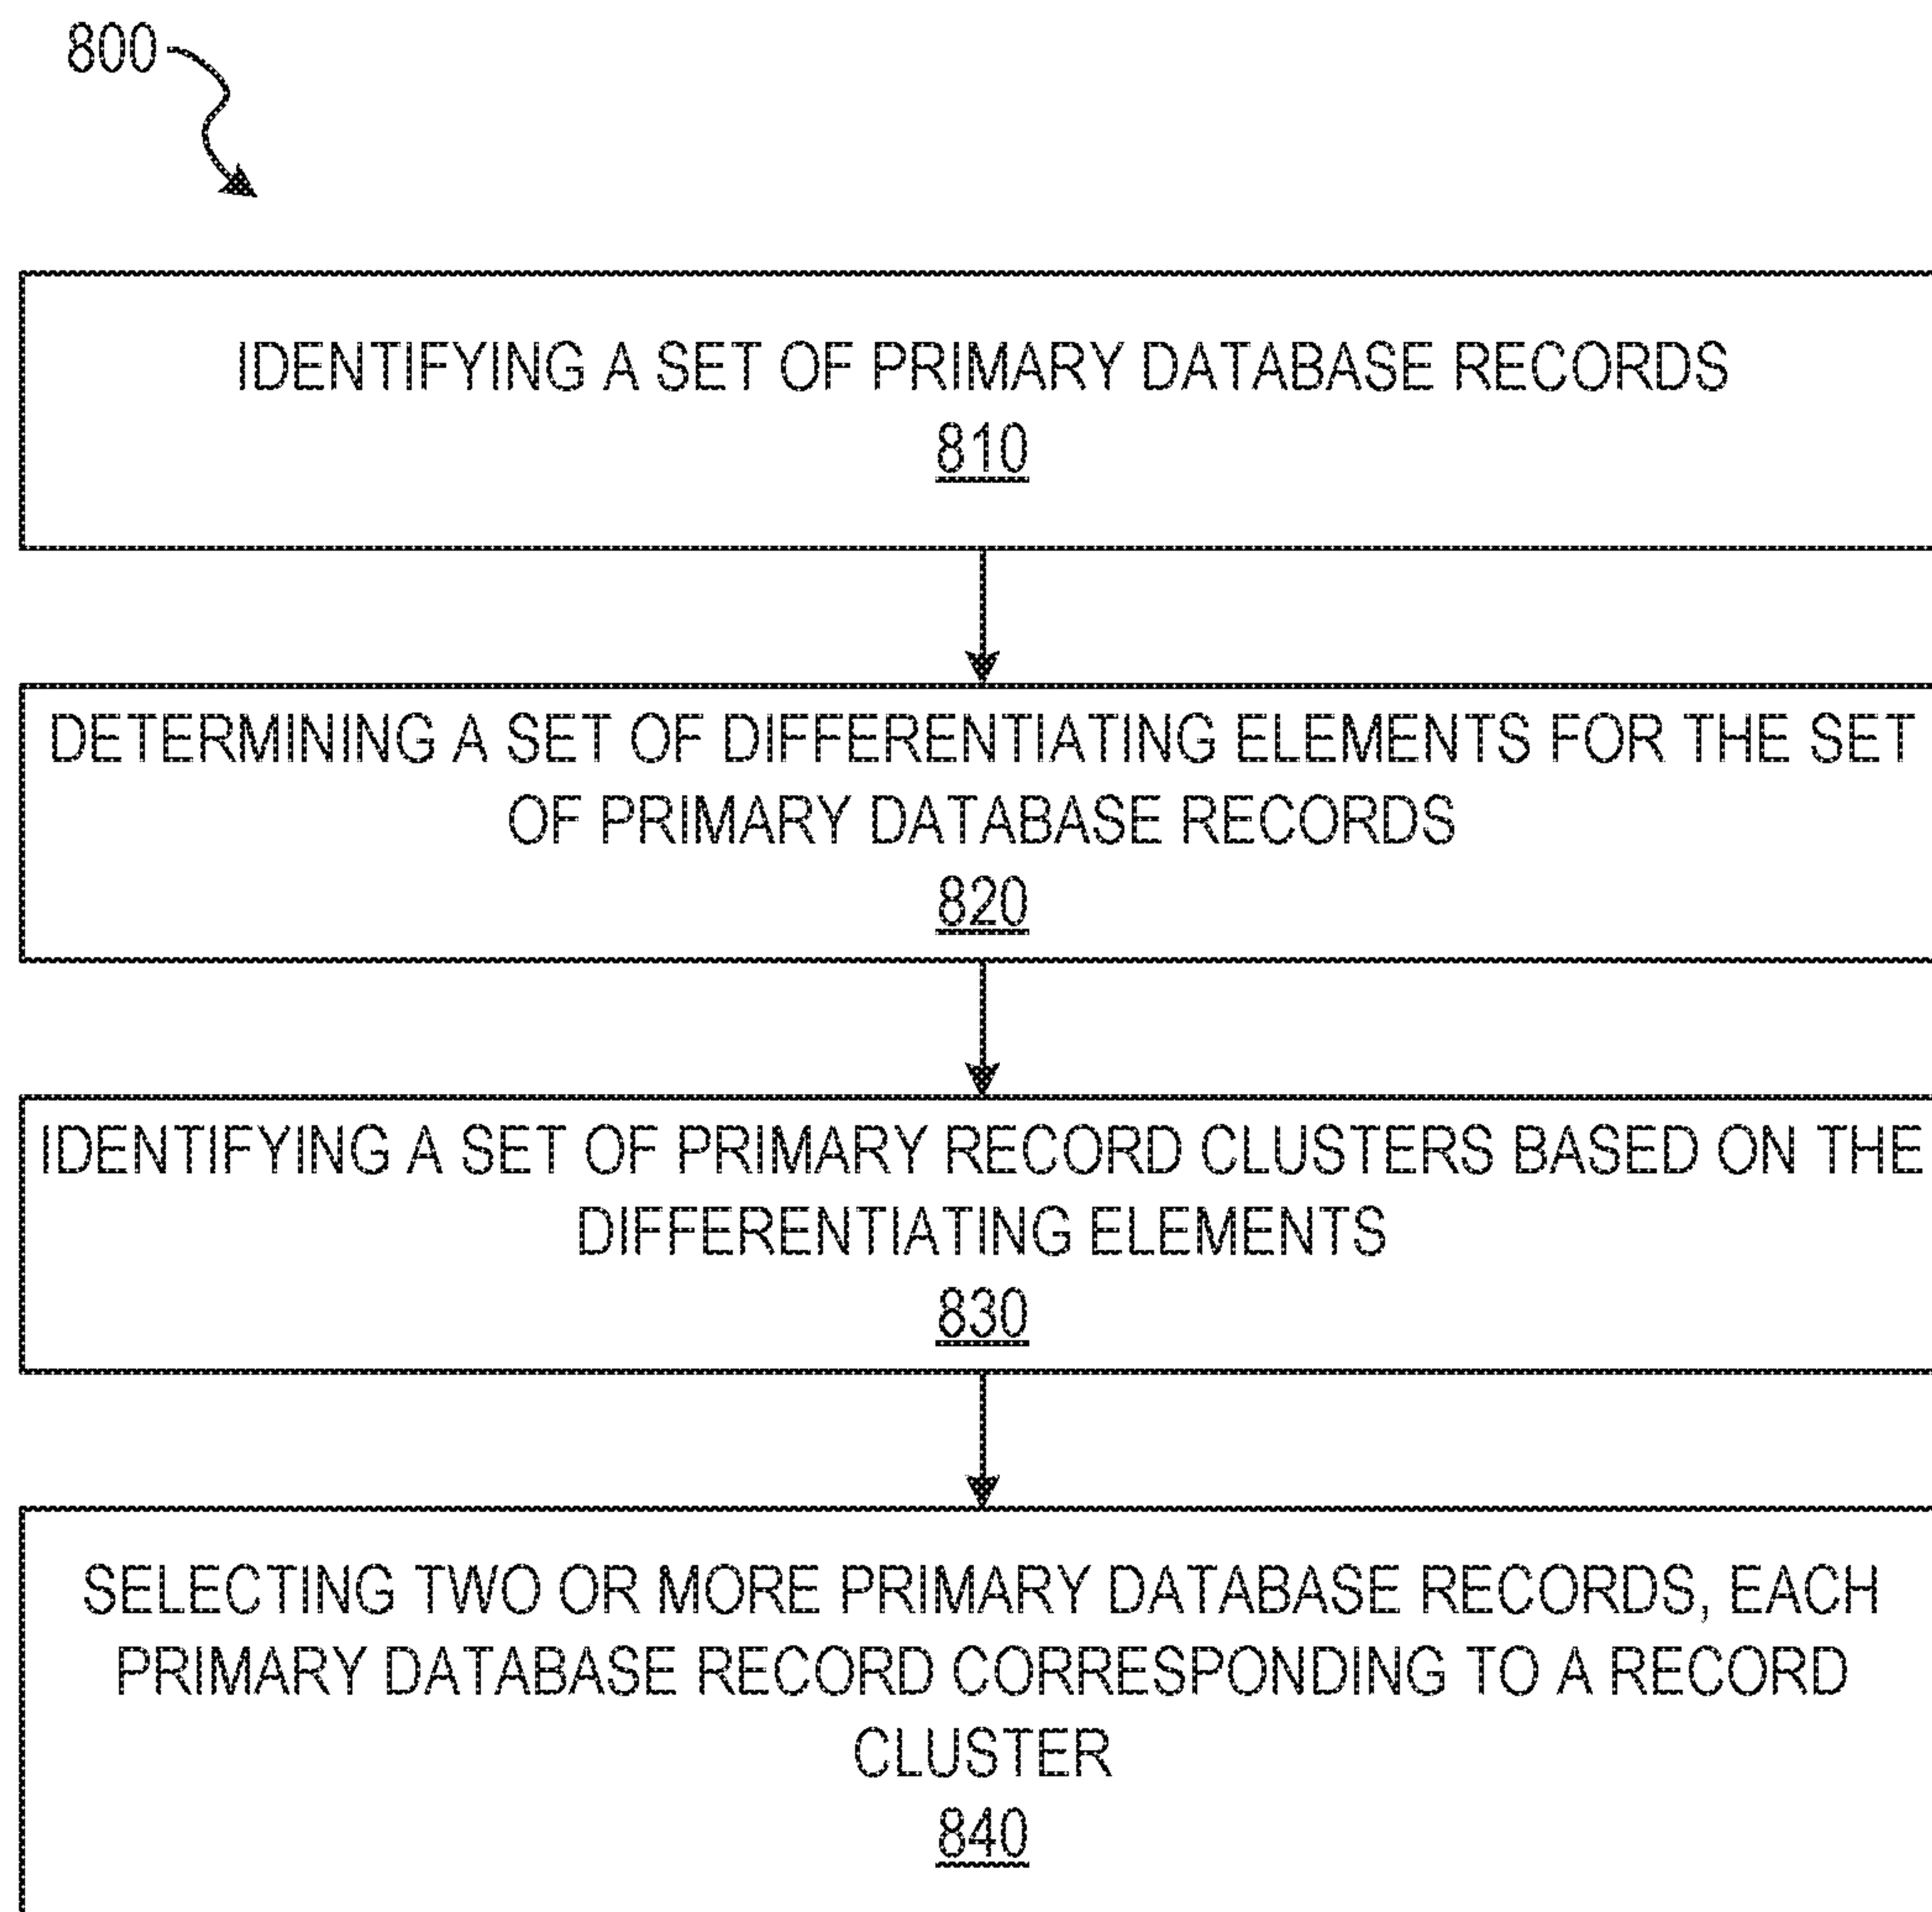 800
IDENTIFYING A SET OF PRIMARY DATABASE RECORDS
810
DETERMINING A SET OF DIFFERENTIATING ELEMENTS FOR THE SET
OF PRIMARY DATABASE RECORDS
820
IDENTIFYING A SET OF PRIMARY RECORD CLUSTERS BASED ON THE
DIFFERENTIATING ELEMENTS
830
SELECTING TWO OR MORE PRIMARY DATABASE RECORDS, EACH
PRIMARY DATABASE RECORD CORRESPONDING TO A RECORD
CLUSTER
840